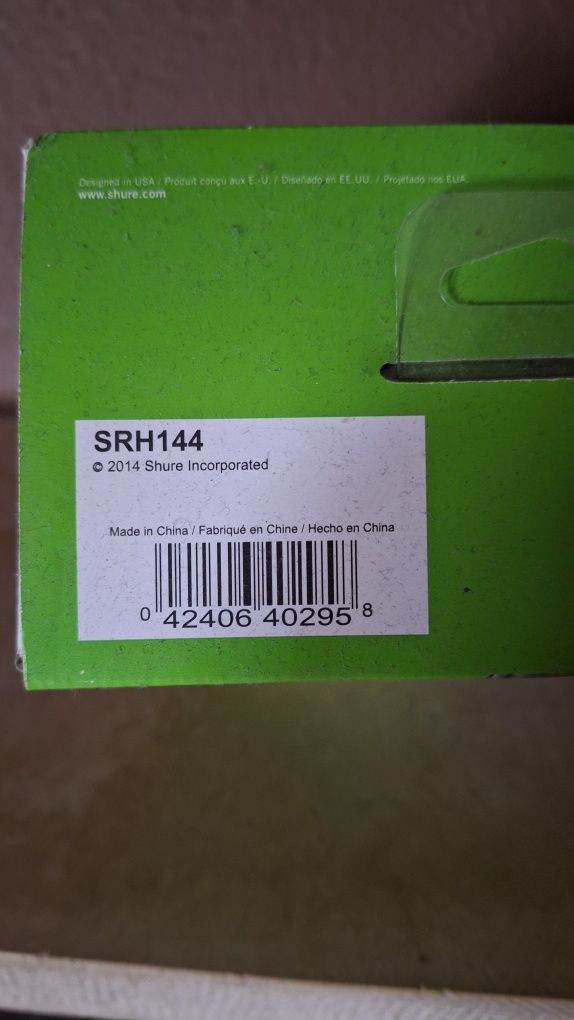 Designed in USA / Produit conçu aux E.-U. / Diseñado en EE.UU. / Projetado nos EUA.
www.shure.com
SRH144
© 2014 Shure Incorporated
Made in China / Fabriqué en Chine / Hecho en China
0 42406 40295 8